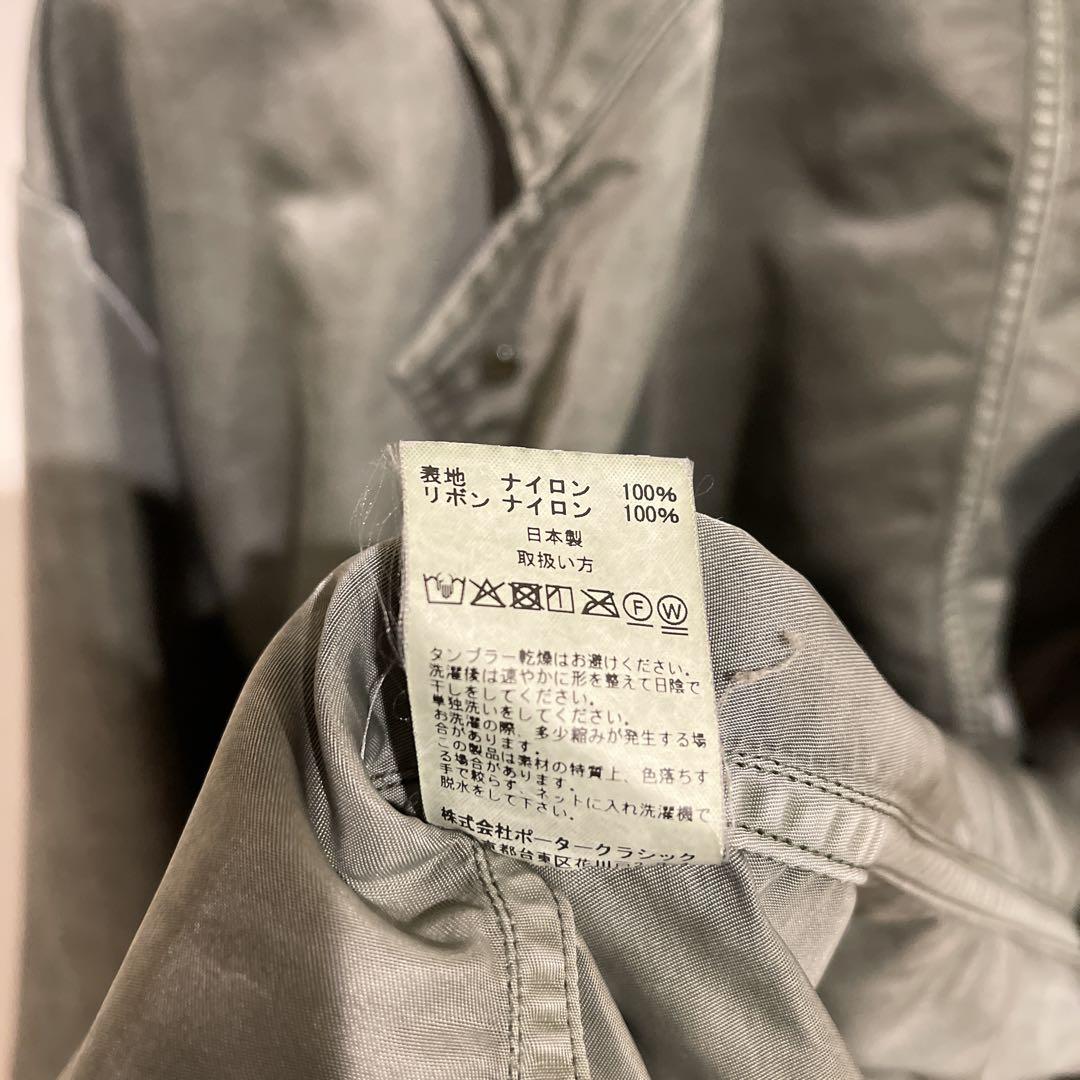 表地 ナイロン 100%
リボン ナイロン 100%
日本製
取扱い方
F W
タンブラー乾燥はお避けください。
洗濯後は速やかに形を整えて日陰で
干しをしてください。
単独洗いをしてください。
お洗濯の際、多少縮みが発生する場
合があります。
この製品は素材の特質上、色落ちす
る場合があります。
手で絞らず、ネットに入れ洗濯機で
脱水をして下さい。
株式会社ポータークラシック
京都台東区花川